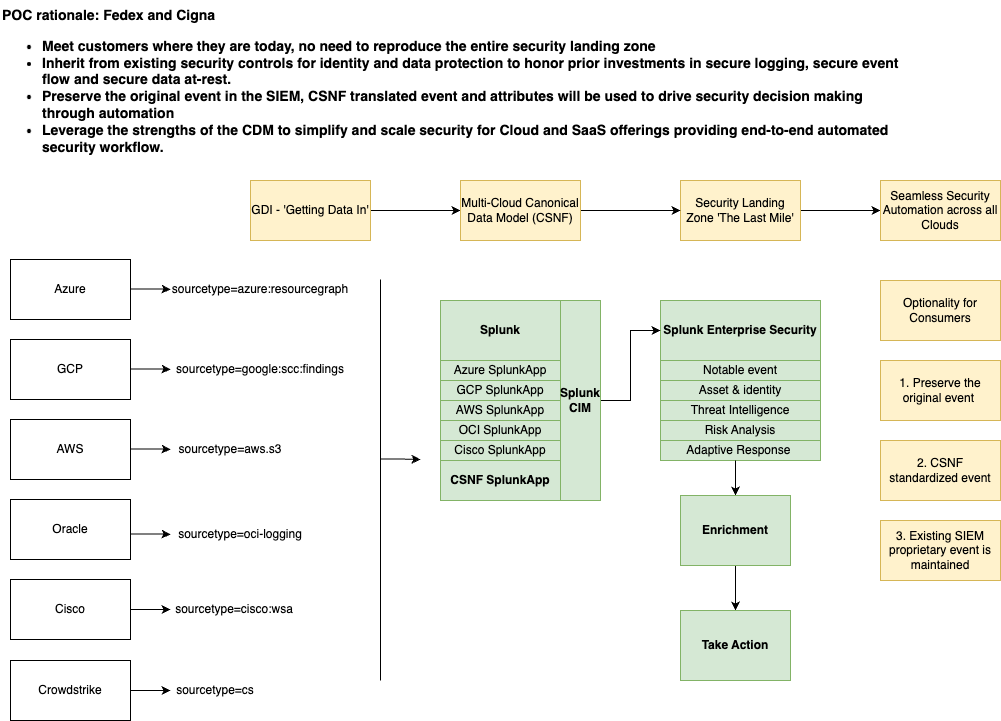 POC rationale: Fedex and Cigna
• Meet customers where they are today, no need to reproduce the entire security landing zone
• Inherit from existing security controls for identity and data protection to honor prior investments in secure logging, secure event
flow and secure data at-rest.
• Preserve the original event in the SIEM, CSNF translated event and attributes will be used to drive security decision making
through automation
• Leverage the strengths of the CDM to simplify and scale security for Cloud and SaaS offerings providing end-to-end automated
security workflow.
GDI - 'Getting Data In'
Multi-Cloud Canonical
Data Model (CSNF)
Security Landing
Zone 'The Last Mile'
Seamless Security
Automation across all
Clouds
Azure
sourcetype=azure:resourcegraph
GCP
sourcetype=google:scc:findings
AWS
sourcetype=aws.s3
Oracle
sourcetype=oci-logging
Cisco
sourcetype=cisco:wsa
Crowdstrike
sourcetype=cs
Splunk
Azure SplunkApp
GCP SplunkApp
AWS SplunkApp
OCI SplunkApp
Cisco SplunkApp
CSNF SplunkApp
Splunk
CIM
Splunk Enterprise Security
Notable event
Asset & identity
Threat Intelligence
Risk Analysis
Adaptive Response
Enrichment
Take Action
Optionality for
Consumers
1. Preserve the
original event
2. CSNF
standardized event
3. Existing SIEM
proprietary event is
maintained